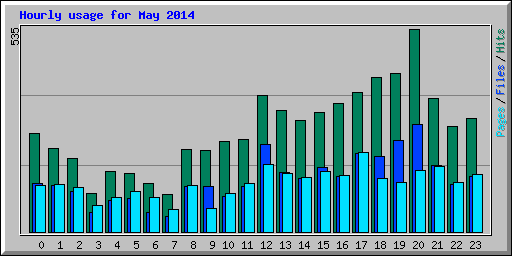 Hourly usage for May 2014
535
Pages/Files/Hits
0 1 2 3 4 5 6 7 8 9 10 11 12 13 14 15 16 17 18 19 20 21 22 23